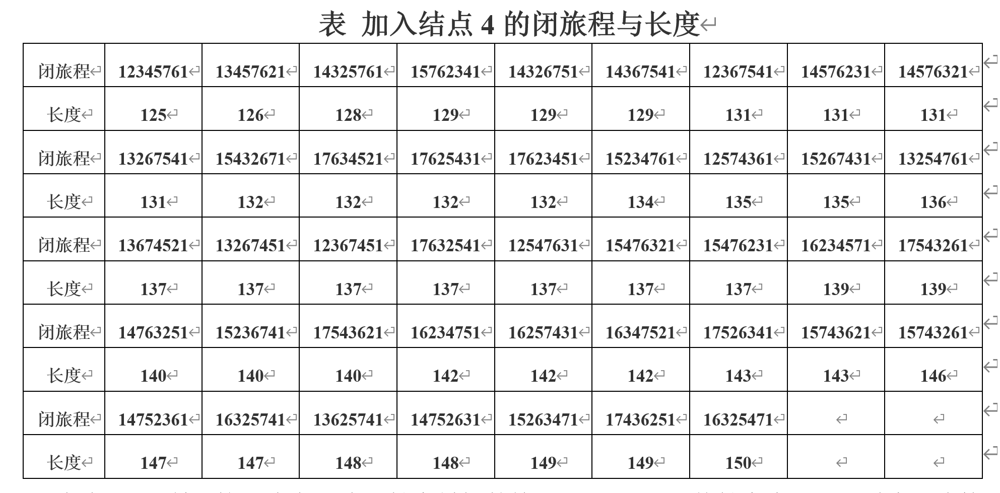 表 加入结点 4 的闭旅程与长度
闭旅程 12345761 13457621 14325761 15762341 14326751 14367541 12367541 14576231 14576321
长度 125 126 128 129 129 129 131 131 131
闭旅程 13267541 15432671 17634521 17625431 17623451 15234761 12574361 15267431 13254761
长度 131 132 132 132 132 134 135 135 136
闭旅程 13674521 13267451 12367451 17632541 12547631 15476321 15476231 16234571 17543261
长度 137 137 137 137 137 137 137 139 139
闭旅程 14763251 15236741 17543621 16234751 16257431 16347521 17526341 15743621 15743261
长度 140 140 140 142 142 142 143 143 146
闭旅程 14752361 16325741 13625741 14752631 15263471 17436251 16325471
长度 147 147 148 148 149 149 150